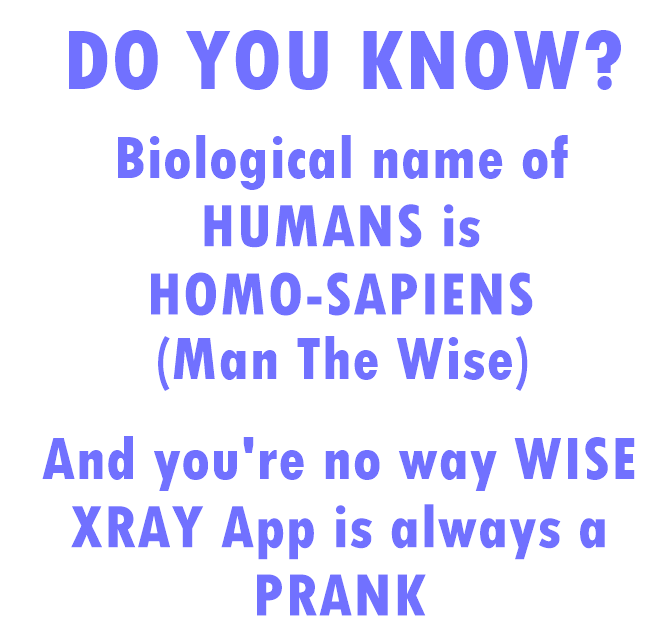 DO YOU KNOW?
Biological name of
HUMANS is
HOMO-SAPIENS
(Man The Wise)
And you're no way WISE
XRAY App is always a
PRANK